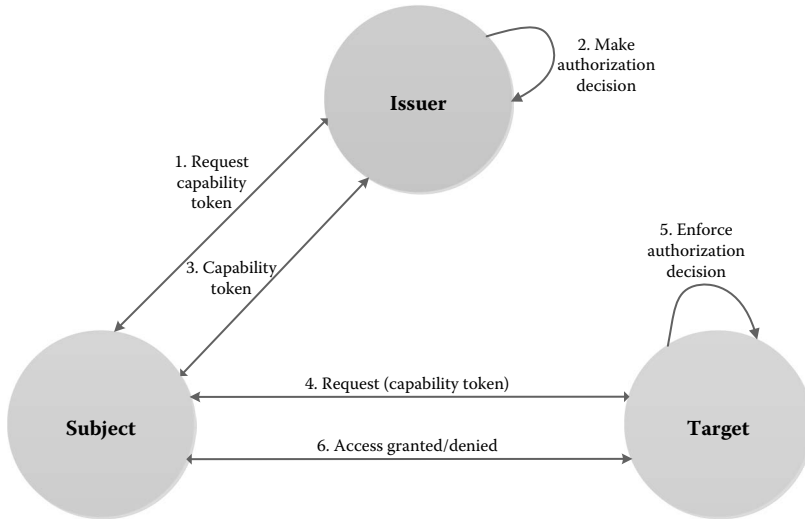 2. Make
authorization
decision
Issuer
1. Request
capability
token
3. Capability
token
5. Enforce
authorization
decision
4. Request (capability token)
Subject
Target
6. Access granted/denied